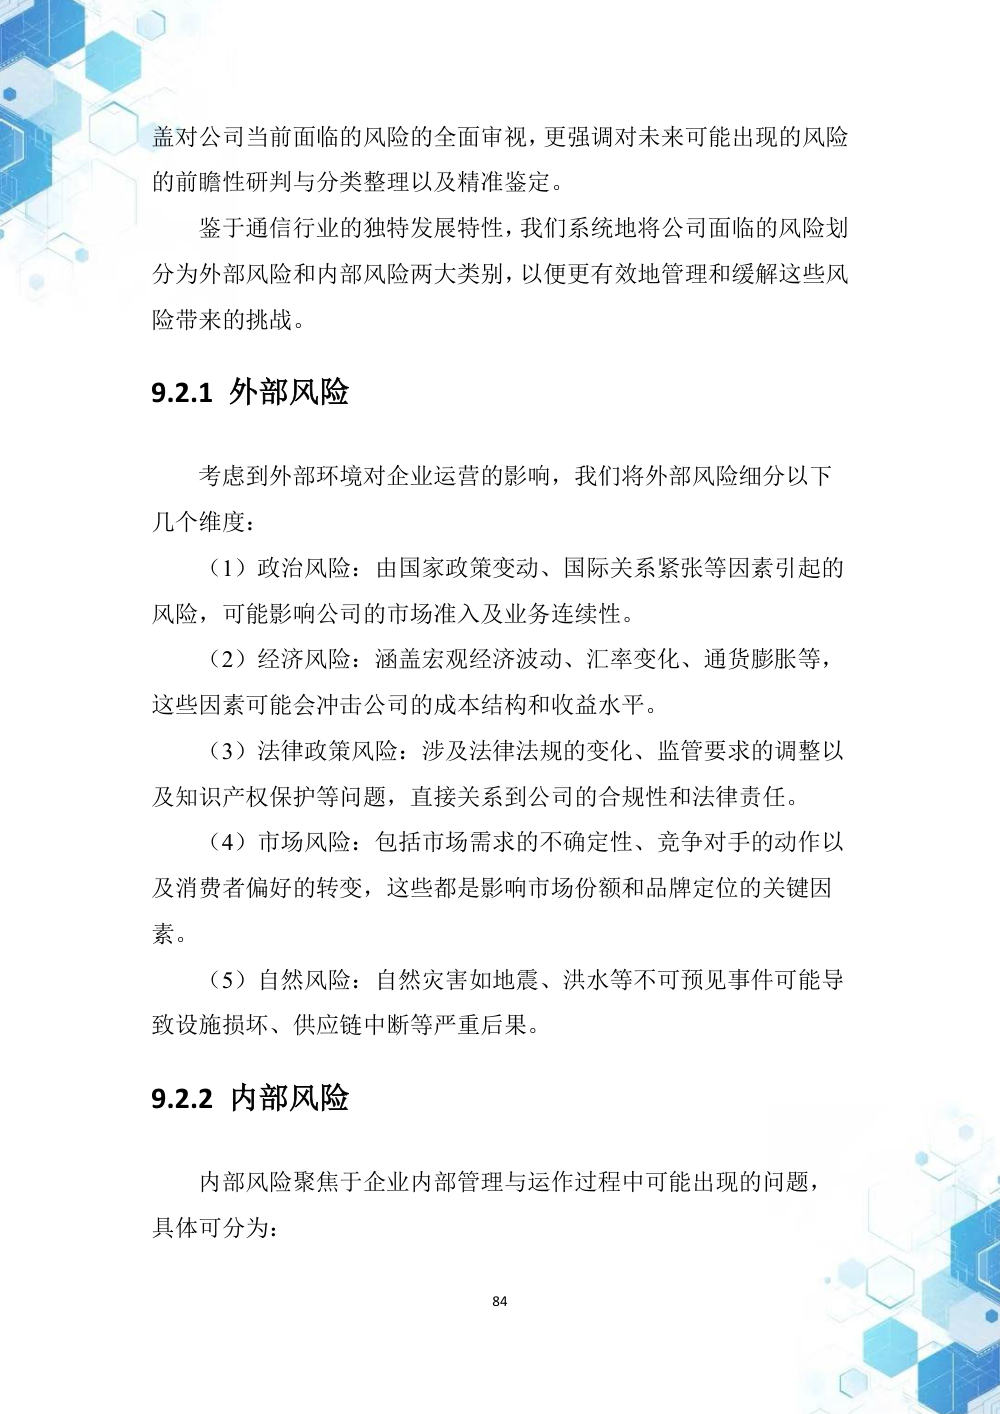 盖对公司当前面临的风险的全面审视，更强调对未来可能出现的风险
的前瞻性研判与分类整理以及精准鉴定。
鉴于通信行业的独特发展特性，我们系统地将公司面临的风险划
分为外部风险和内部风险两大类别，以便更有效地管理和缓解这些风
险带来的挑战。
9.2.1 外部风险
考虑到外部环境对企业运营的影响，我们将外部风险细分以下
几个维度：
（1）政治风险：由国家政策变动、国际关系紧张等因素引起的
风险，可能影响公司的市场准入及业务连续性。
（2）经济风险：涵盖宏观经济波动、汇率变化、通货膨胀等，
这些因素可能会冲击公司的成本结构和收益水平。
（3）法律政策风险：涉及法律法规的变化、监管要求的调整以
及知识产权保护等问题，直接关系到公司的合规性和法律责任。
（4）市场风险：包括市场需求的不确定性、竞争对手的动作以
及消费者偏好的转变，这些都是影响市场份额和品牌定位的关键因
素。
（5）自然风险：自然灾害如地震、洪水等不可预见事件可能导
致设施损坏、供应链中断等严重后果。
9.2.2 内部风险
内部风险聚焦于企业内部管理与运作过程中可能出现的问题，
具体可分为：
84